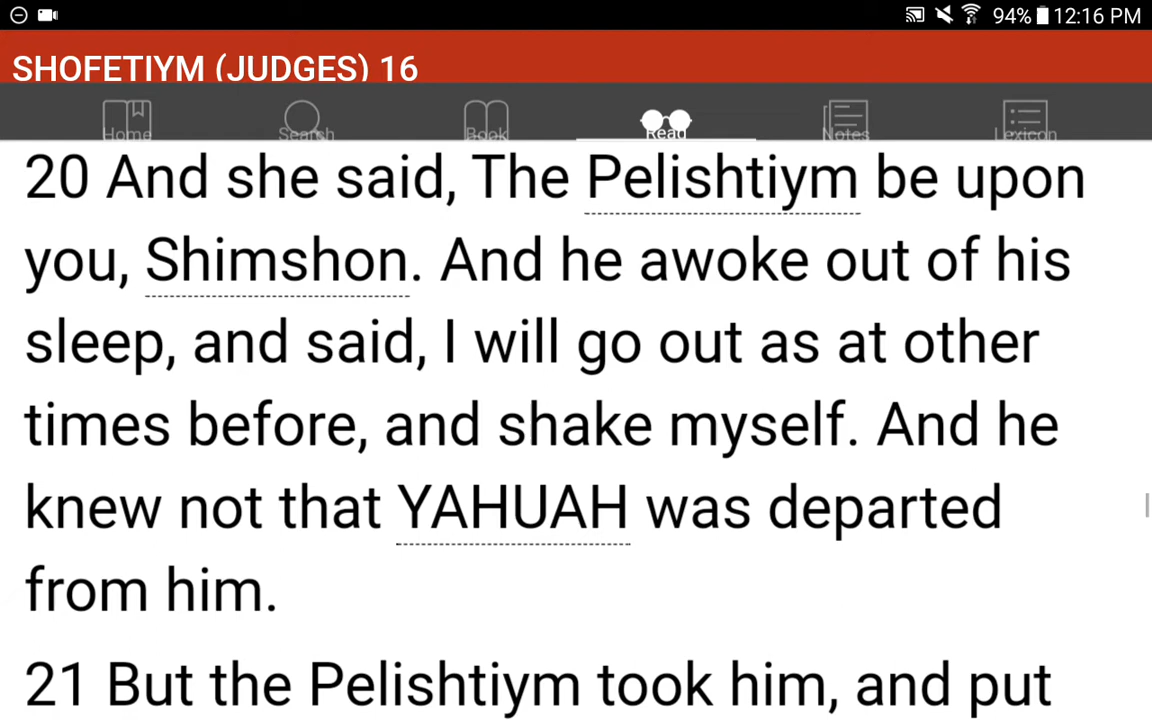 94% 12:16 PM
SHOFETIYM (JUDGES) 16
Home Search Book Read Notes Lexicon
20 And she said, The Pelishtiym be upon
you, Shimshon. And he awoke out of his
sleep, and said, I will go out as at other
times before, and shake myself. And he
knew not that YAHUAH was departed
from him.
21 But the Pelishtiym took him, and put